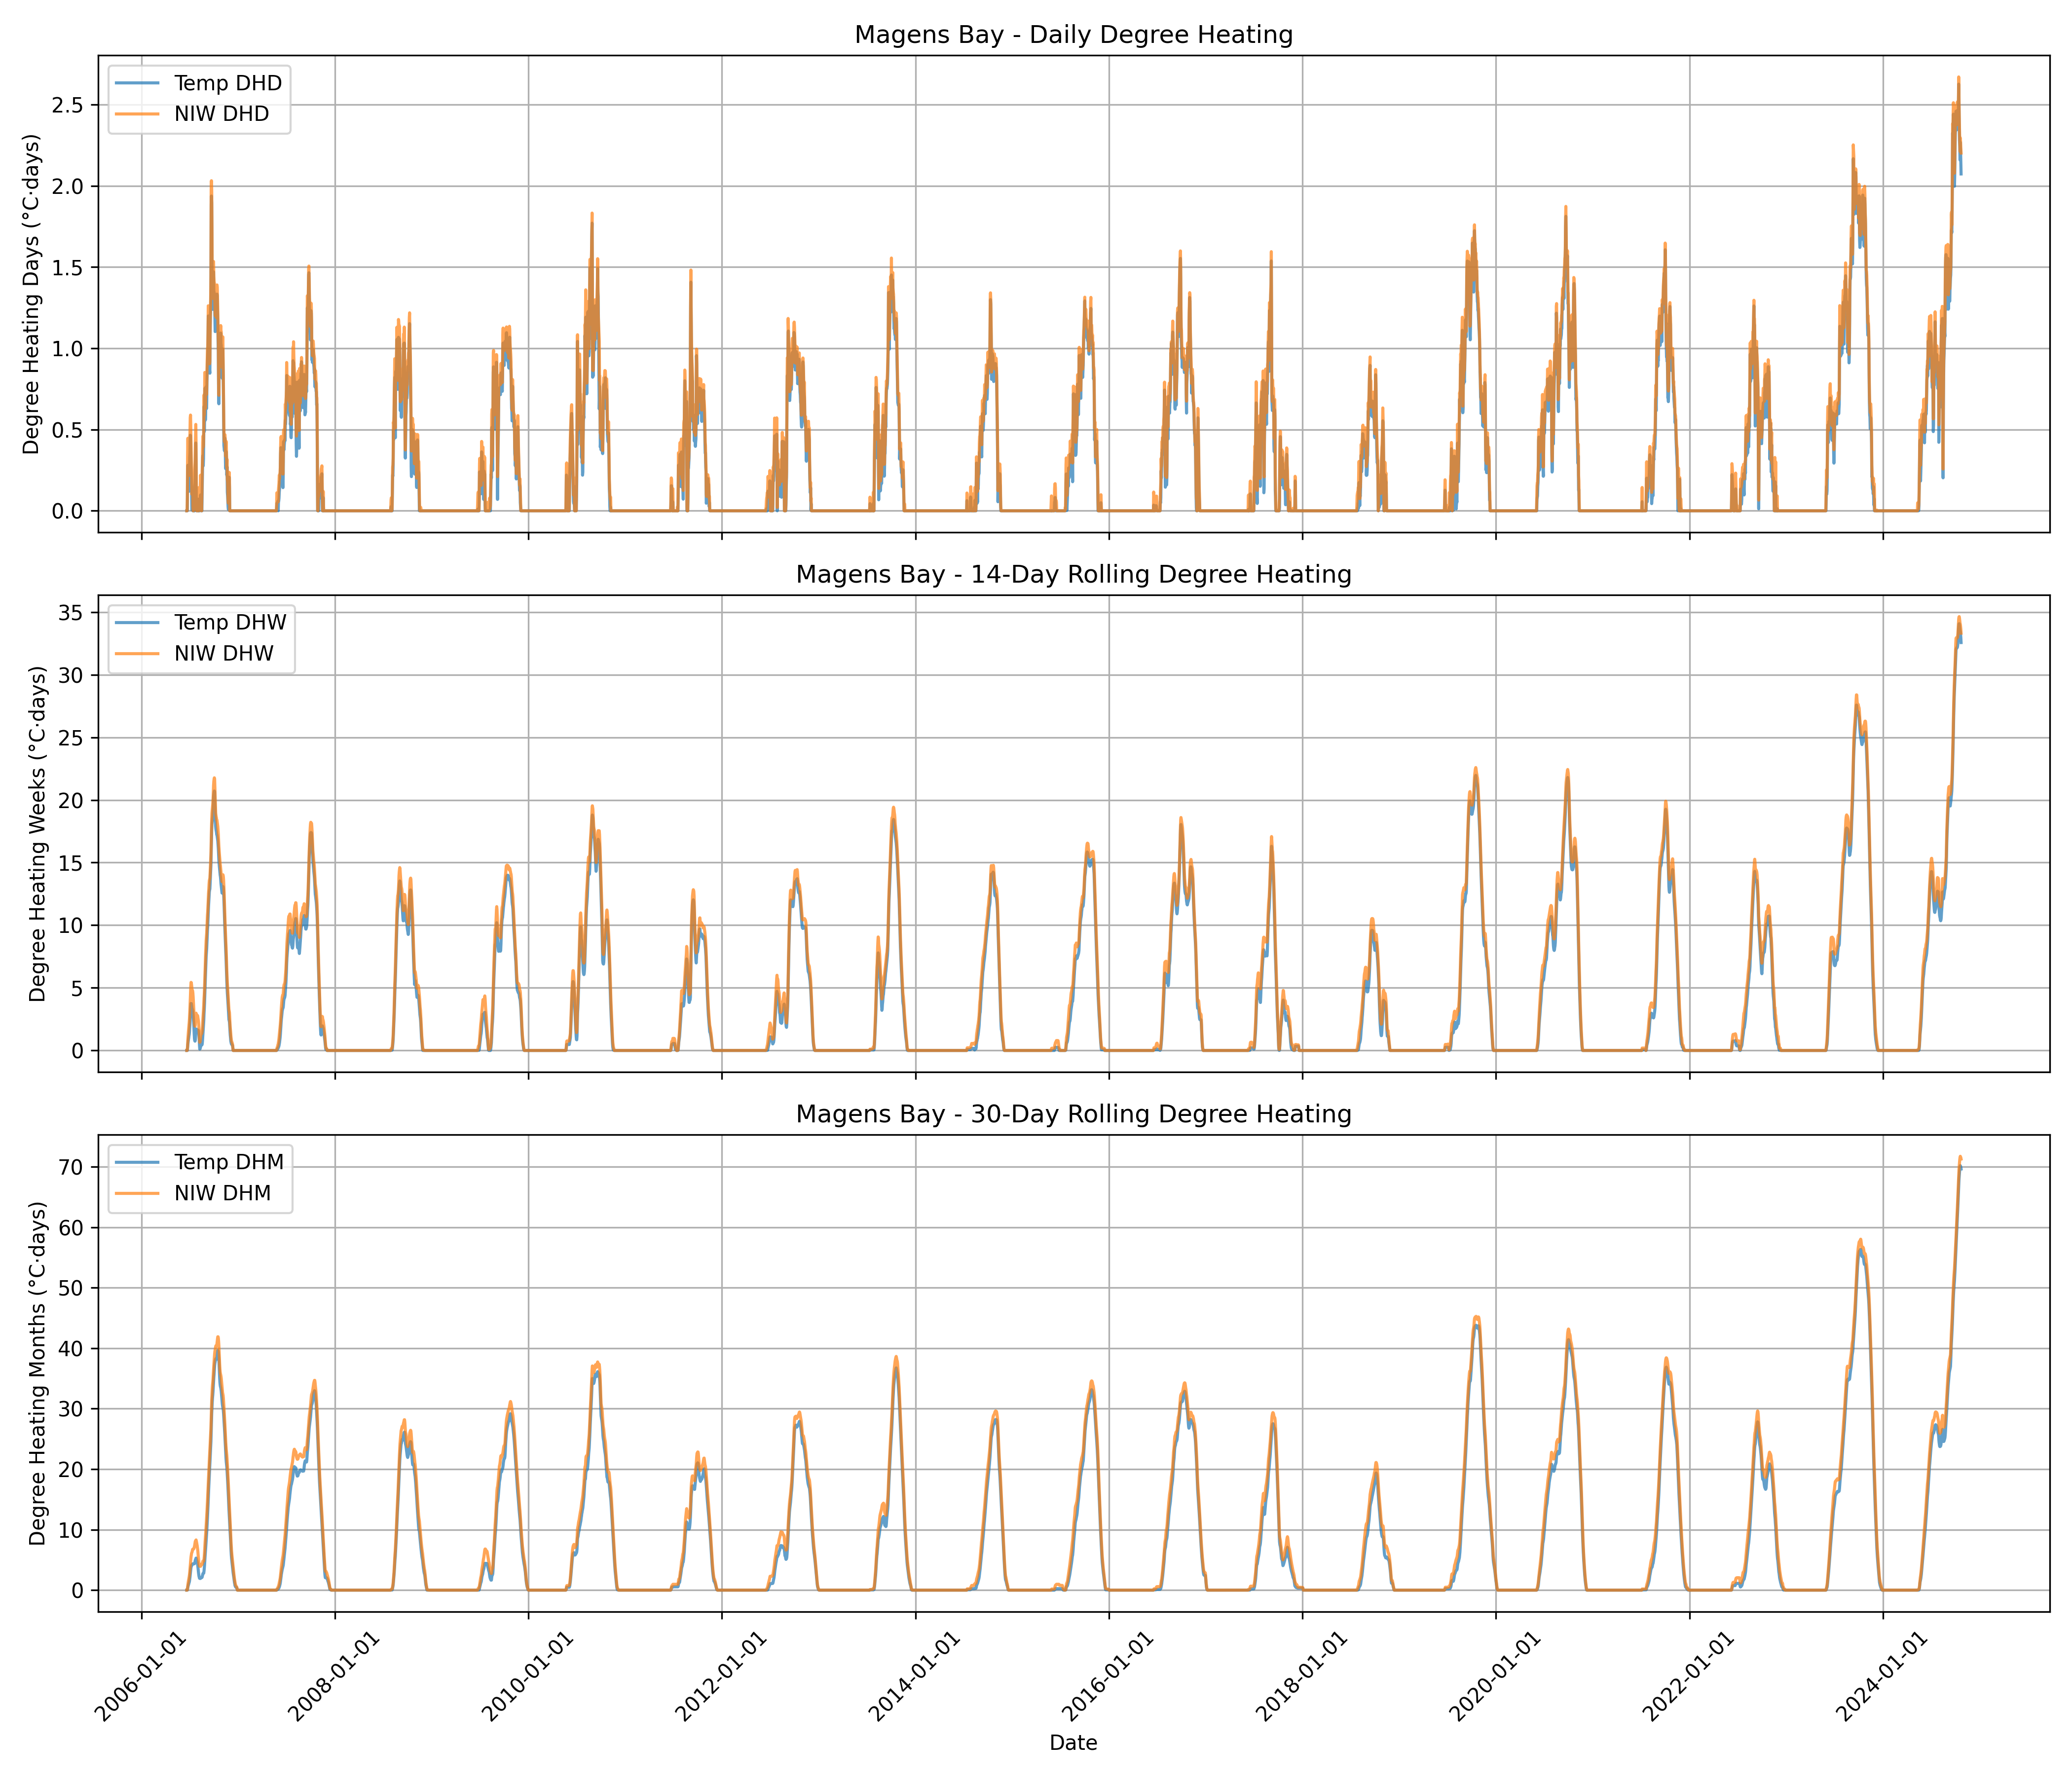 Magens Bay - Daily Degree Heating
Degree Heating Days (°C·days)
2.5
2.0
1.5
1.0
0.5
0.0
Temp DHD
NIW DHD
Magens Bay - 14-Day Rolling Degree Heating
Degree Heating Weeks (°C·days)
35
30
25
20
15
10
5
0
Temp DHW
NIW DHW
Magens Bay - 30-Day Rolling Degree Heating
Degree Heating Months (°C·days)
70
60
50
40
30
20
10
0
Temp DHM
NIW DHM
2006-01-01
2008-01-01
2010-01-01
2012-01-01
2014-01-01
2016-01-01
2018-01-01
2020-01-01
2022-01-01
2024-01-01
Date